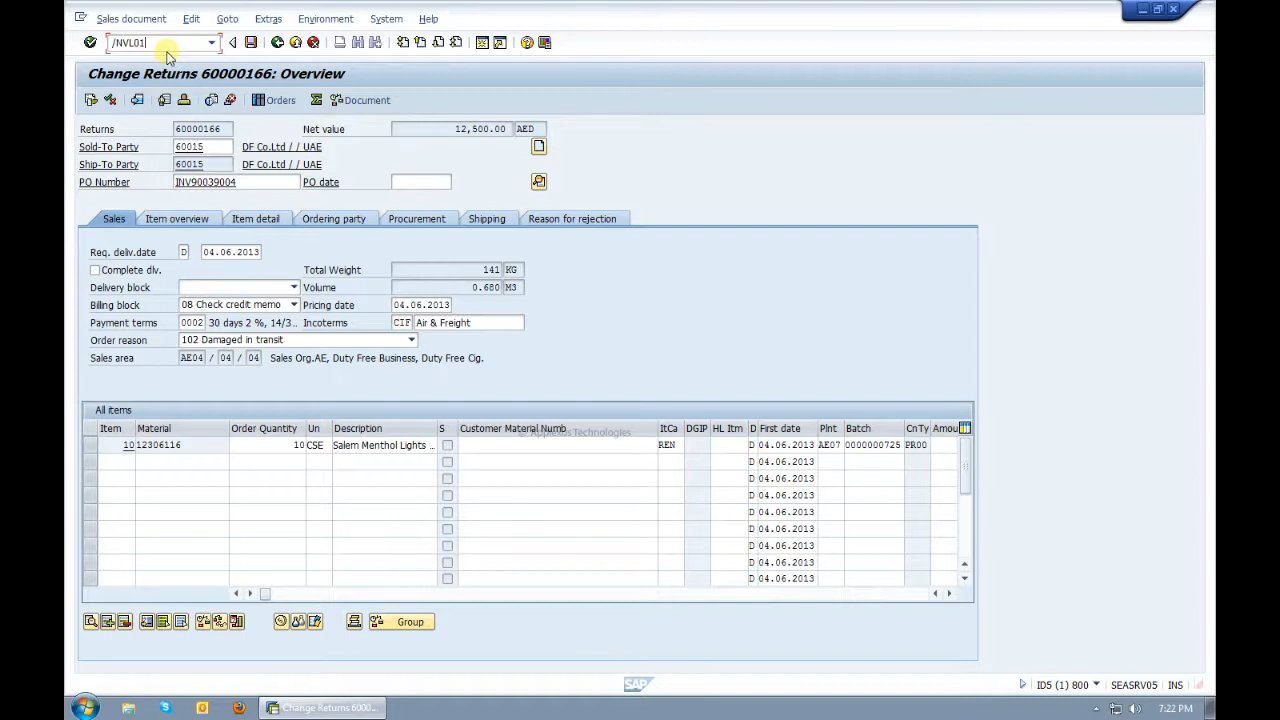 Sales document Edit Goto Extras Environment System Help
/NVL01
Change Returns 60000166: Overview
Orders Document
Returns 60000166 Net value 12,500.00 AED
Sold-To Party 60015 DF Co.Ltd / / UAE
Ship-To Party 60015 DF Co.Ltd / / UAE
PO Number INV90039004 PO date
Sales Item overview Item detail Ordering party Procurement Shipping Reason for rejection
Req. deliv.date D 04.06.2013
Complete dlv. Total Weight 141 KG
Delivery block Volume 0.680 M3
Billing block 08 Check credit memo Pricing date 04.06.2013
Payment terms 0002 30 days 2 %, 14/3.. Incoterms CIF Air & Freight
Order reason 102 Damaged in transit
Sales area AE04 / 04 / 04 Sales Org.AE, Duty Free Business, Duty Free Cig.
All items
Item Material Order Quantity Un Description S Customer Material Numb ItCa DGIP HL Itm D First date Plnt Batch CnTy Amou
© ApplexusTechnologies
10 12306116 10 CSE Salem Menthol Lights ... REN D 04.06.2013 AE07 0000000725 PR00
D 04.06.2013
D 04.06.2013
D 04.06.2013
D 04.06.2013
D 04.06.2013
D 04.06.2013
D 04.06.2013
D 04.06.2013
Group
SAP ID5 (1) 800 SEASRV05 INS
Change Returns 6000... 7:22 PM